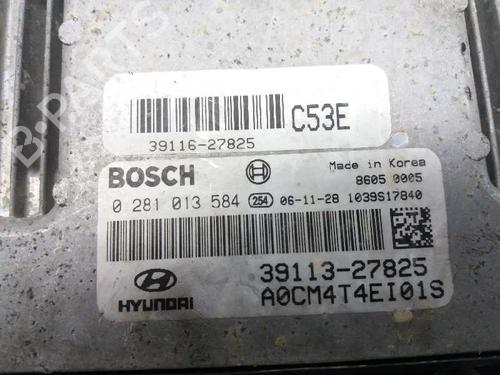 C53E
39116-27825
BOSCH
Made in Korea
8605 0005
0 281 013 584 254 06-11-28 1039S17840
39113-27825
HYUNDAI
A0CM4T4EI01S